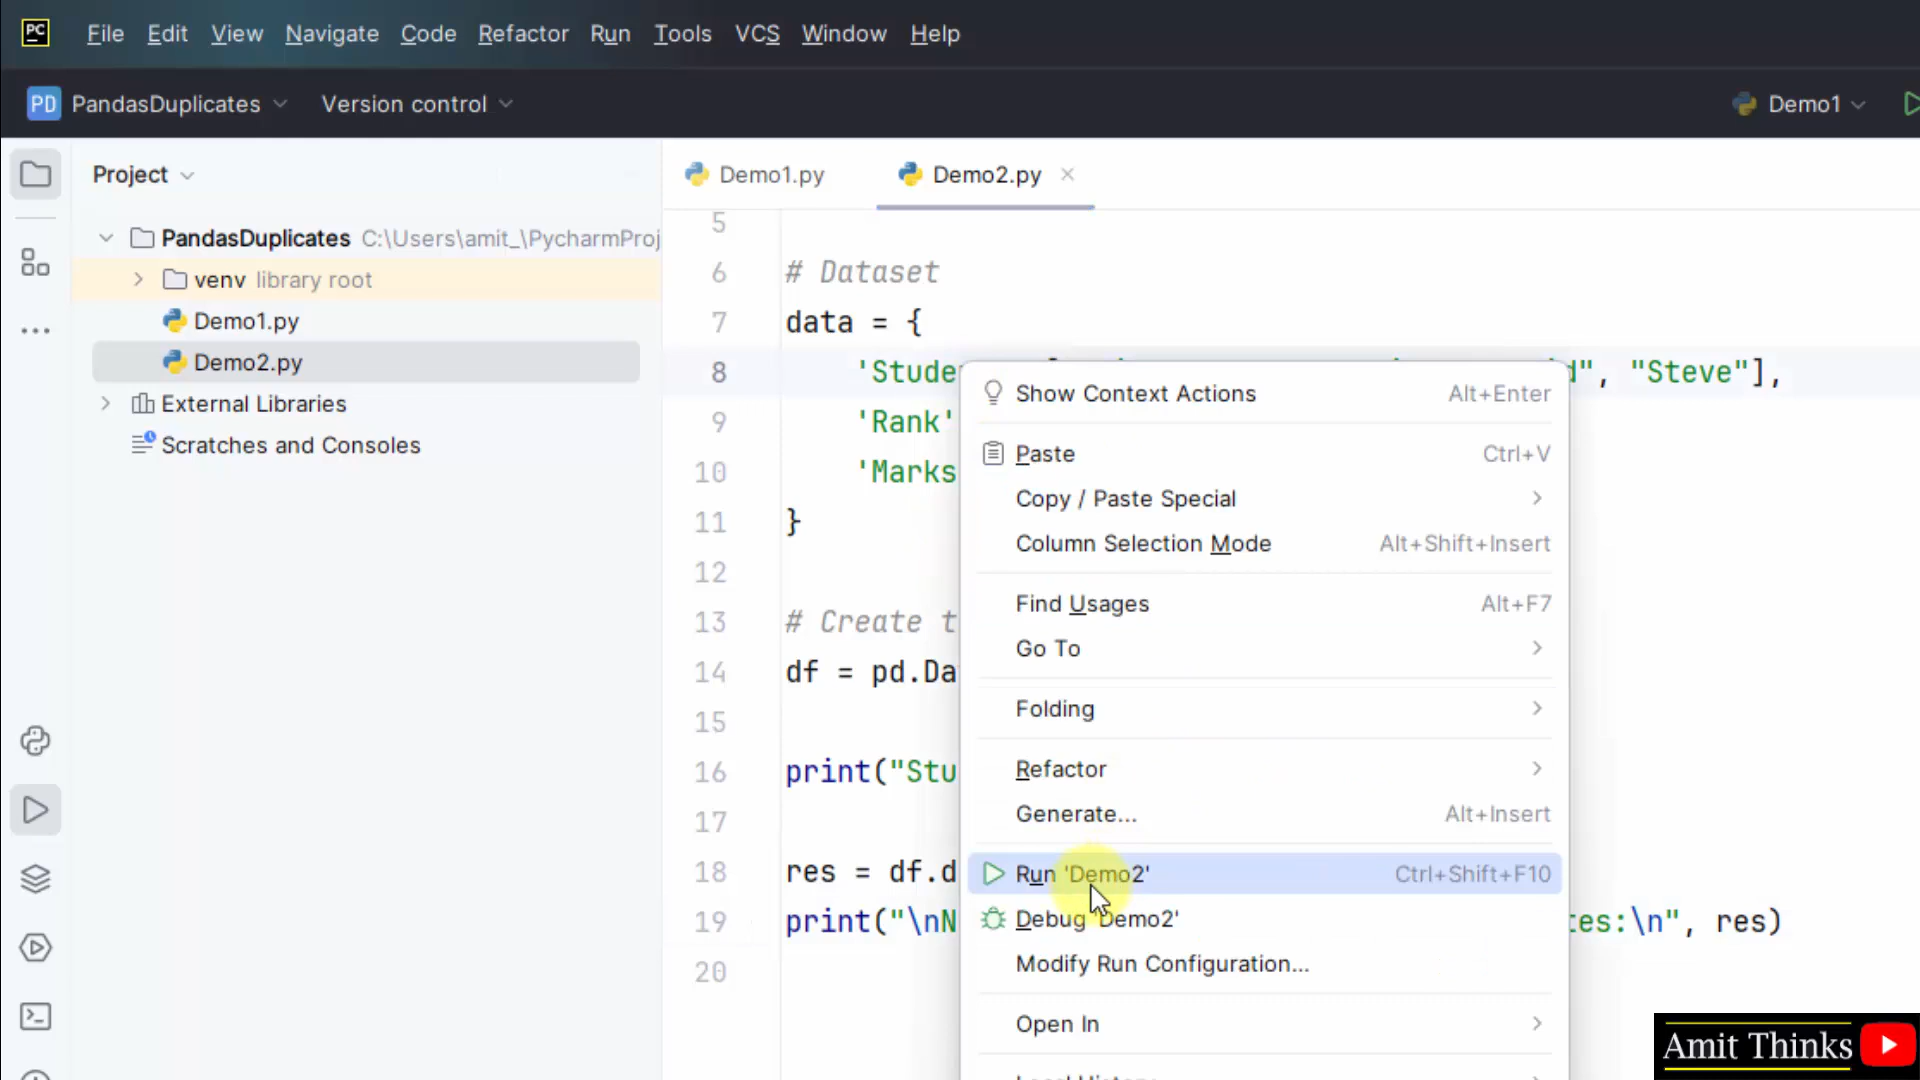 PC File Edit View Navigate Code Refactor Run Tools VCS Window Help
PD PandasDuplicates Version control Demo1
Project
PandasDuplicates C:\Users\amit_\PycharmProj
venv library root
Demo1.py
Demo2.py
External Libraries
Scratches and Consoles
Demo1.py Demo2.py
5
6 # Dataset
7 data = {
8 'Stude d", "Steve"],
9 'Rank'
10 'Marks
11 }
12
13 # Create t
14 df = pd.Da
15
16 print("Stu
17
18 res = df.d
19 print("\nN tes:\n", res)
20
Show Context Actions Alt+Enter
Paste Ctrl+V
Copy / Paste Special
Column Selection Mode Alt+Shift+Insert
Find Usages Alt+F7
Go To
Folding
Refactor
Generate... Alt+Insert
Run 'Demo2' Ctrl+Shift+F10
Debug 'Demo2'
Modify Run Configuration...
Open In
Local History
Amit Thinks